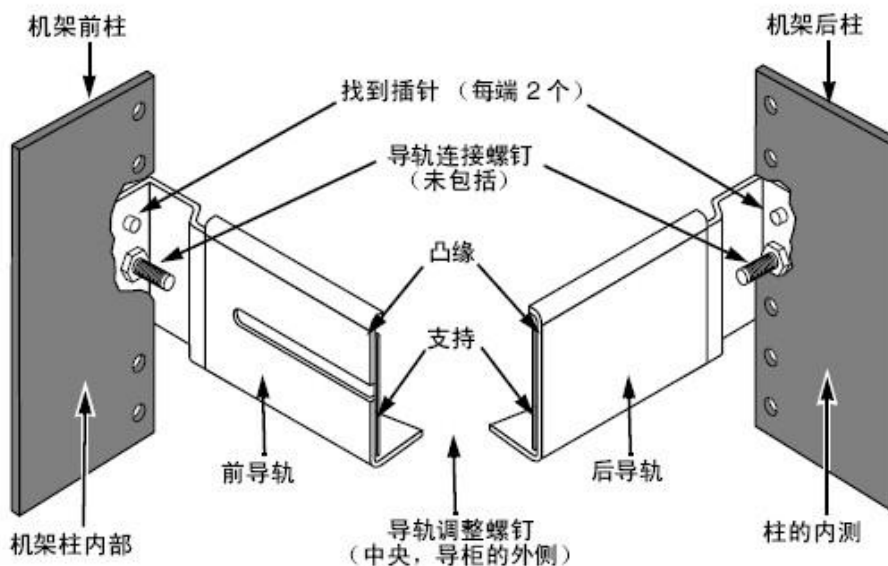 机架前柱
机架后柱
找到插针 （每端 2 个）
导轨连接螺钉
（未包括）
凸缘
支持
前导轨
后导轨
机架柱内部
导轨调整螺钉
（中央，导柜的外侧）
柱的内测